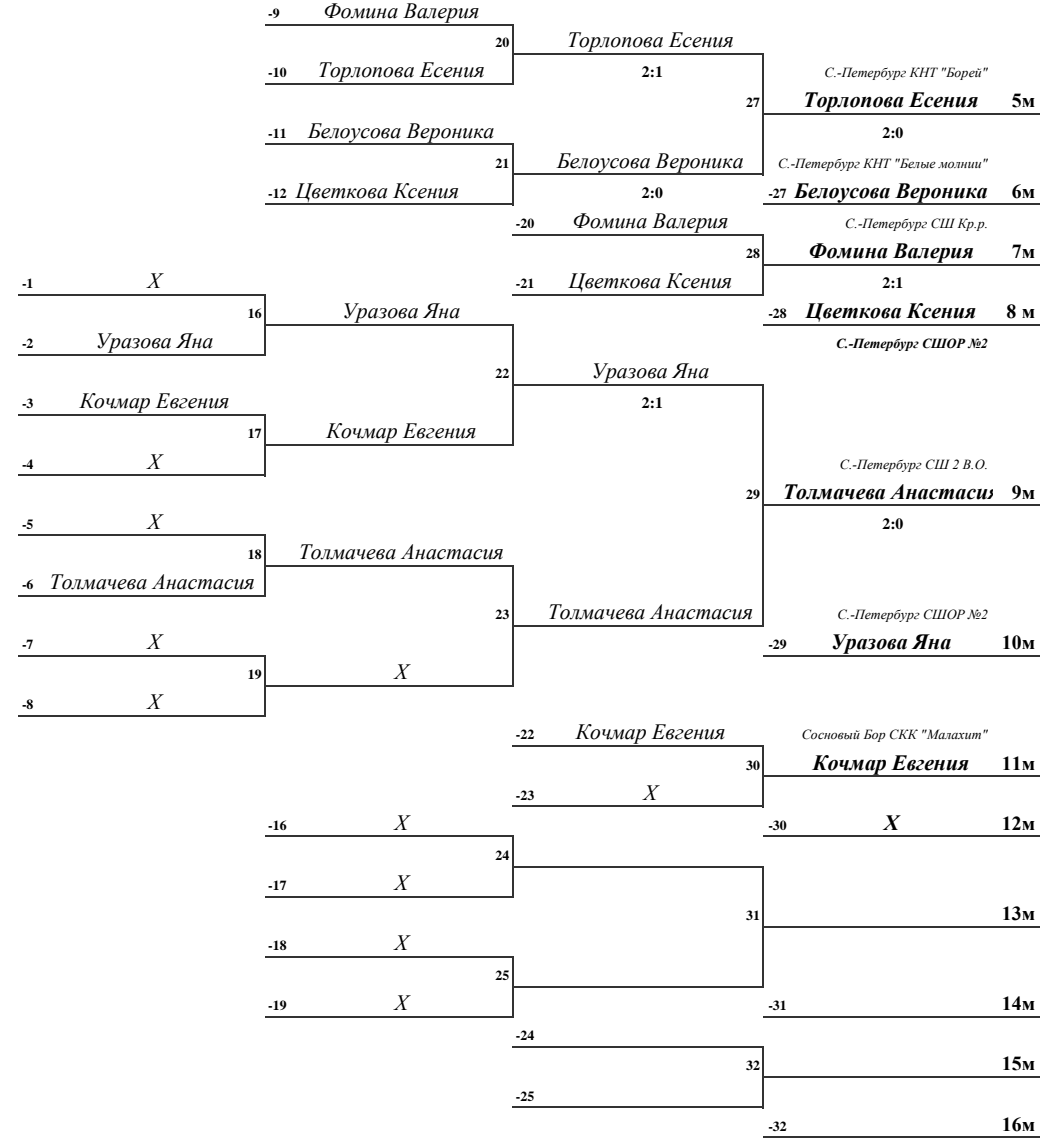 -9 Фомина Валерия
20 Торлопова Есения
-10 Торлопова Есения 2:1 С.-Петербург КНТ "Борей"
27 Торлопова Есения 5м
-11 Белоусова Вероника 2:0
21 Белоусова Вероника С.-Петербург КНТ "Белые молнии"
-12 Цветкова Ксения 2:0 -27 Белоусова Вероника 6м
-20 Фомина Валерия С.-Петербург СШ Кр.р.
28 Фомина Валерия 7м
-1 X -21 Цветкова Ксения 2:1
16 Уразова Яна -28 Цветкова Ксения 8 м
-2 Уразова Яна С.-Петербург СШОР №2
22 Уразова Яна
-3 Кочмар Евгения 2:1
17 Кочмар Евгения
-4 X С.-Петербург СШ 2 В.О.
29 Толмачева Анастасия 9м
-5 X 2:0
18 Толмачева Анастасия
-6 Толмачева Анастасия
23 Толмачева Анастасия С.-Петербург СШОР №2
-7 X -29 Уразова Яна 10м
19 X
-8 X
-22 Кочмар Евгения Сосновый Бор СКК "Малахит"
30 Кочмар Евгения 11м
-23 X
-16 X -30 X 12м
24
-17 X
31 13м
-18 X
25
-19 X -31 14м
-24
32 15м
-25
-32 16м